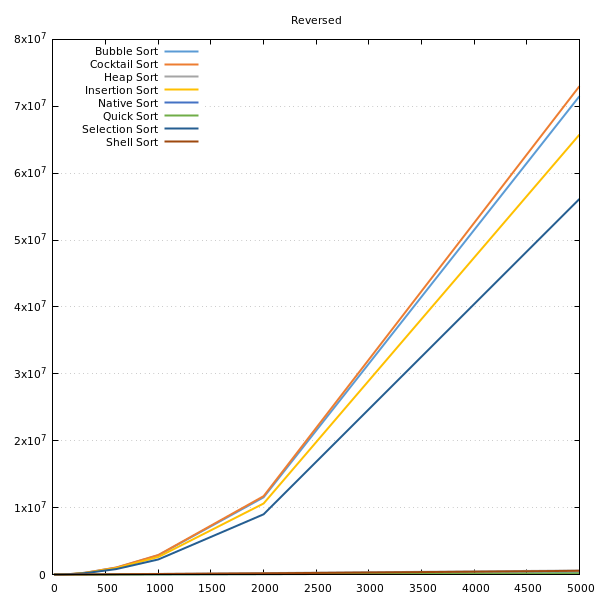 Reversed
8x10⁷
7x10⁷
6x10⁷
5x10⁷
4x10⁷
3x10⁷
2x10⁷
1x10⁷
0
Bubble Sort
Cocktail Sort
Heap Sort
Insertion Sort
Native Sort
Quick Sort
Selection Sort
Shell Sort
0 500 1000 1500 2000 2500 3000 3500 4000 4500 5000